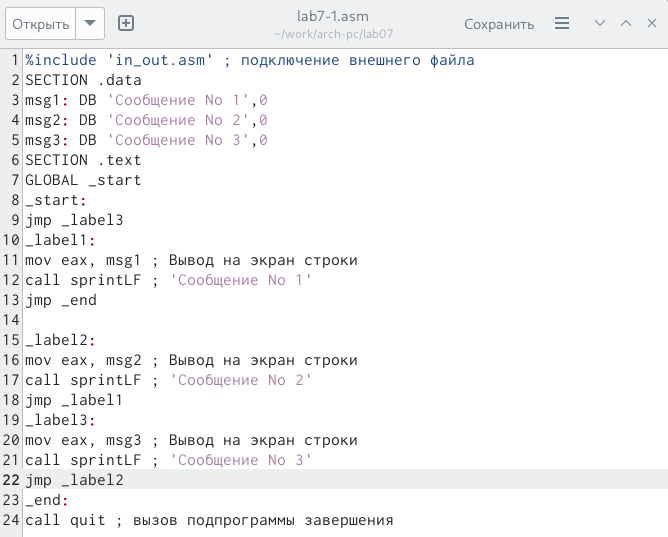 Открыть
lab7-1.asm
~/work/arch-pc/lab07
Сохранить
1 %include 'in_out.asm' ; подключение внешнего файла
2 SECTION .data
3 msg1: DB 'Сообщение No 1',0
4 msg2: DB 'Сообщение No 2',0
5 msg3: DB 'Сообщение No 3',0
6 SECTION .text
7 GLOBAL _start
8 _start:
9 jmp _label3
10 _label1:
11 mov eax, msg1 ; Вывод на экран строки
12 call sprintLF ; 'Сообщение No 1'
13 jmp _end
14
15 _label2:
16 mov eax, msg2 ; Вывод на экран строки
17 call sprintLF ; 'Сообщение No 2'
18 jmp _label1
19 _label3:
20 mov eax, msg3 ; Вывод на экран строки
21 call sprintLF ; 'Сообщение No 3'
22 jmp _label2
23 _end:
24 call quit ; вызов подпрограммы завершения